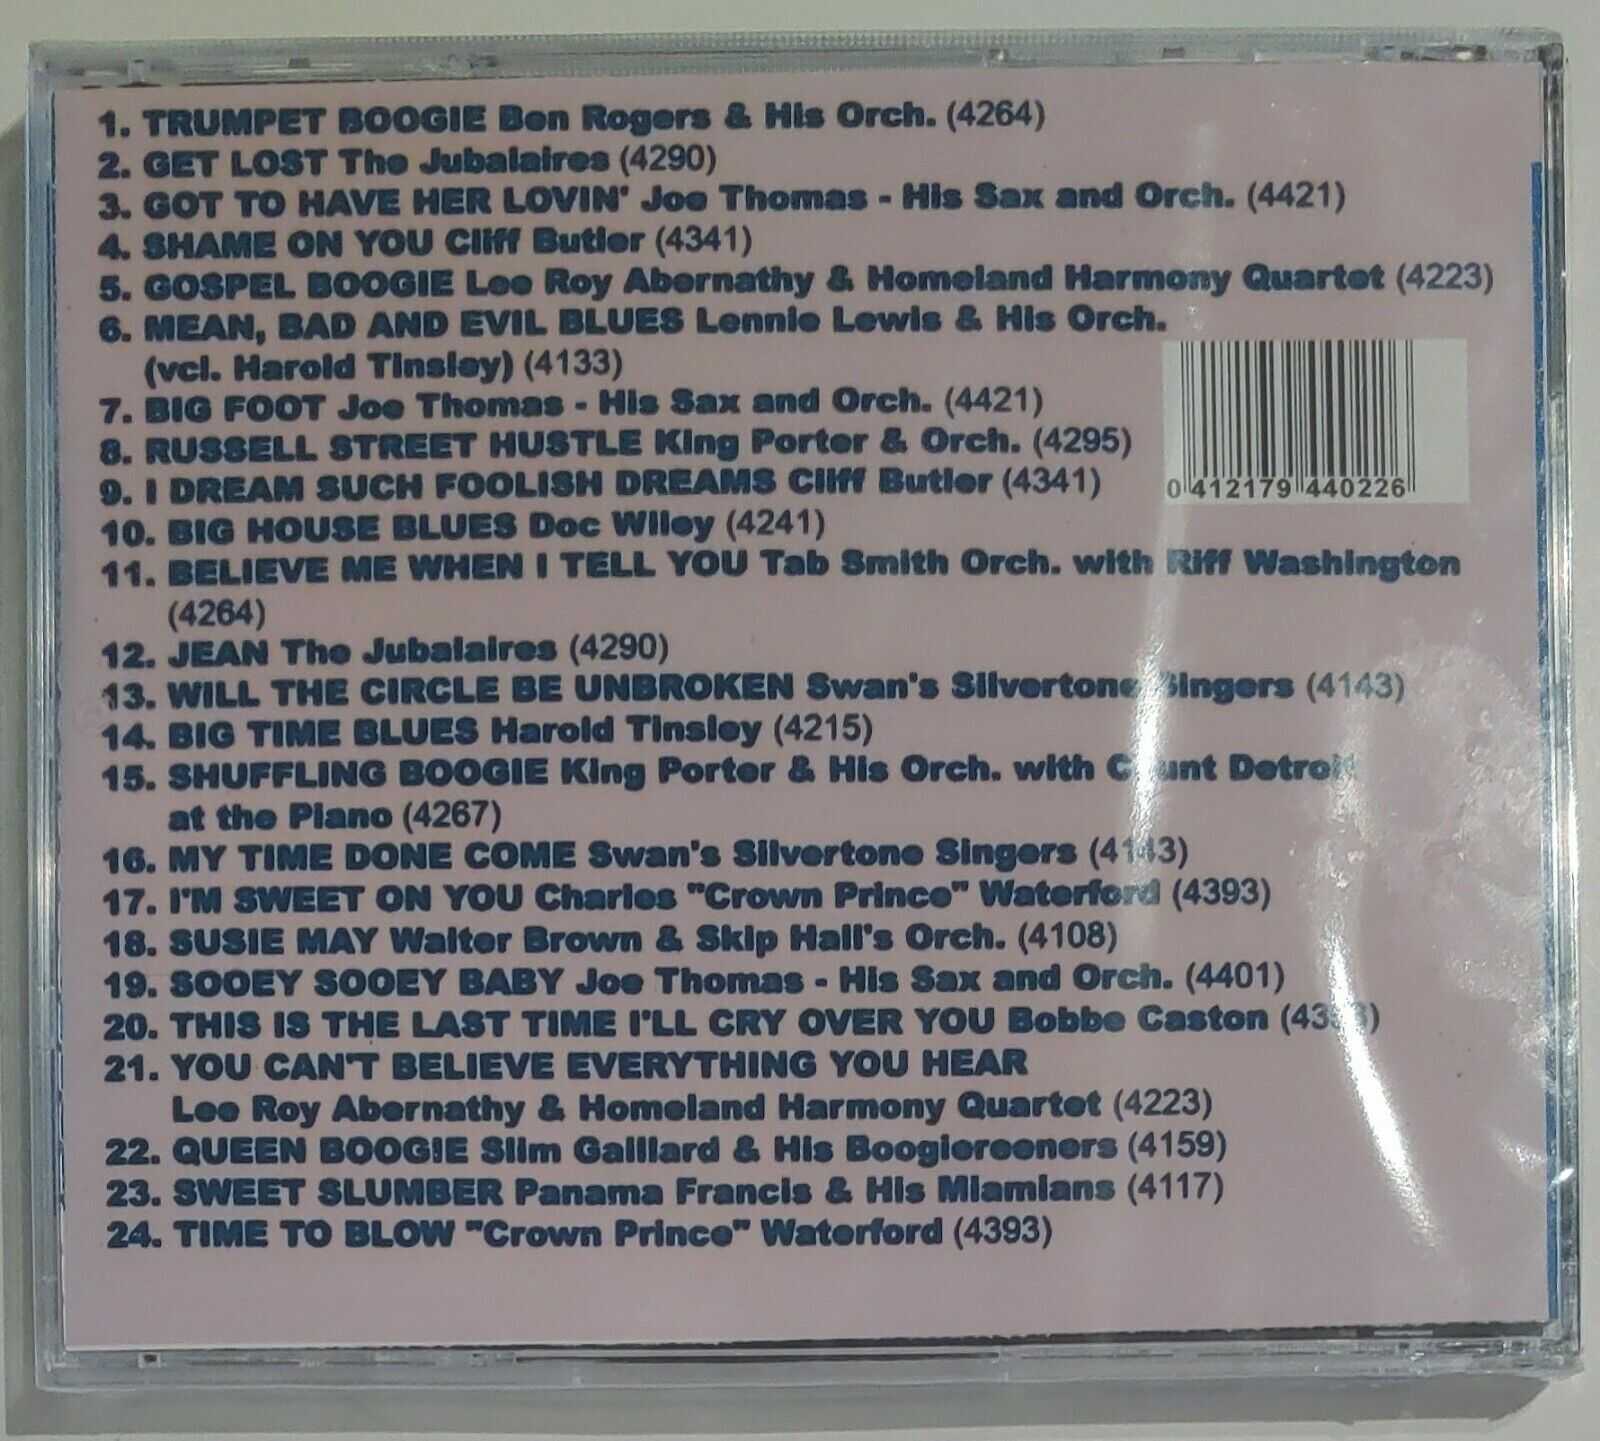 1. TRUMPET BOOGIE Ben Rogers & His Orch. (4264)
2. GET LOST The Jubalaires (4290)
3. GOT TO HAVE HER LOVIN' Joe Thomas - His Sax and Orch. (4421)
4. SHAME ON YOU Cliff Butler (4341)
5. GOSPEL BOOGIE Lee Roy Abernathy & Homeland Harmony Quartet (4223)
6. MEAN, BAD AND EVIL BLUES Lennie Lewis & His Orch.
(vcl. Harold Tinsley) (4133)
7. BIG FOOT Joe Thomas - His Sax and Orch. (4421)
8. RUSSELL STREET HUSTLE King Porter & Orch. (4295)
9. I DREAM SUCH FOOLISH DREAMS Cliff Butler (4341)
0 412179 440226
10. BIG HOUSE BLUES Doc Wiley (4241)
11. BELIEVE ME WHEN I TELL YOU Tab Smith Orch. with Riff Washington
(4264)
12. JEAN The Jubalaires (4290)
13. WILL THE CIRCLE BE UNBROKEN Swan's Silvertone Singers (4143)
14. BIG TIME BLUES Harold Tinsley (4215)
15. SHUFFLING BOOGIE King Porter & His Orch. with Count Detroit
at the Piano (4267)
16. MY TIME DONE COME Swan's Silvertone Singers (4143)
17. I'M SWEET ON YOU Charles "Crown Prince" Waterford (4393)
18. SUSIE MAY Walter Brown & Skip Hall's Orch. (4108)
19. SOOEY SOOEY BABY Joe Thomas - His Sax and Orch. (4401)
20. THIS IS THE LAST TIME I'LL CRY OVER YOU Bobbe Caston
21. YOU CAN'T BELIEVE EVERYTHING YOU HEAR
Lee Roy Abernathy & Homeland Harmony Quartet (4223)
22. QUEEN BOOGIE Slim Gaillard & His Boogiereeners (4159)
23. SWEET SLUMBER Panama Francis & His Miamians (4117)
24. TIME TO BLOW "Crown Prince" Waterford (4393)